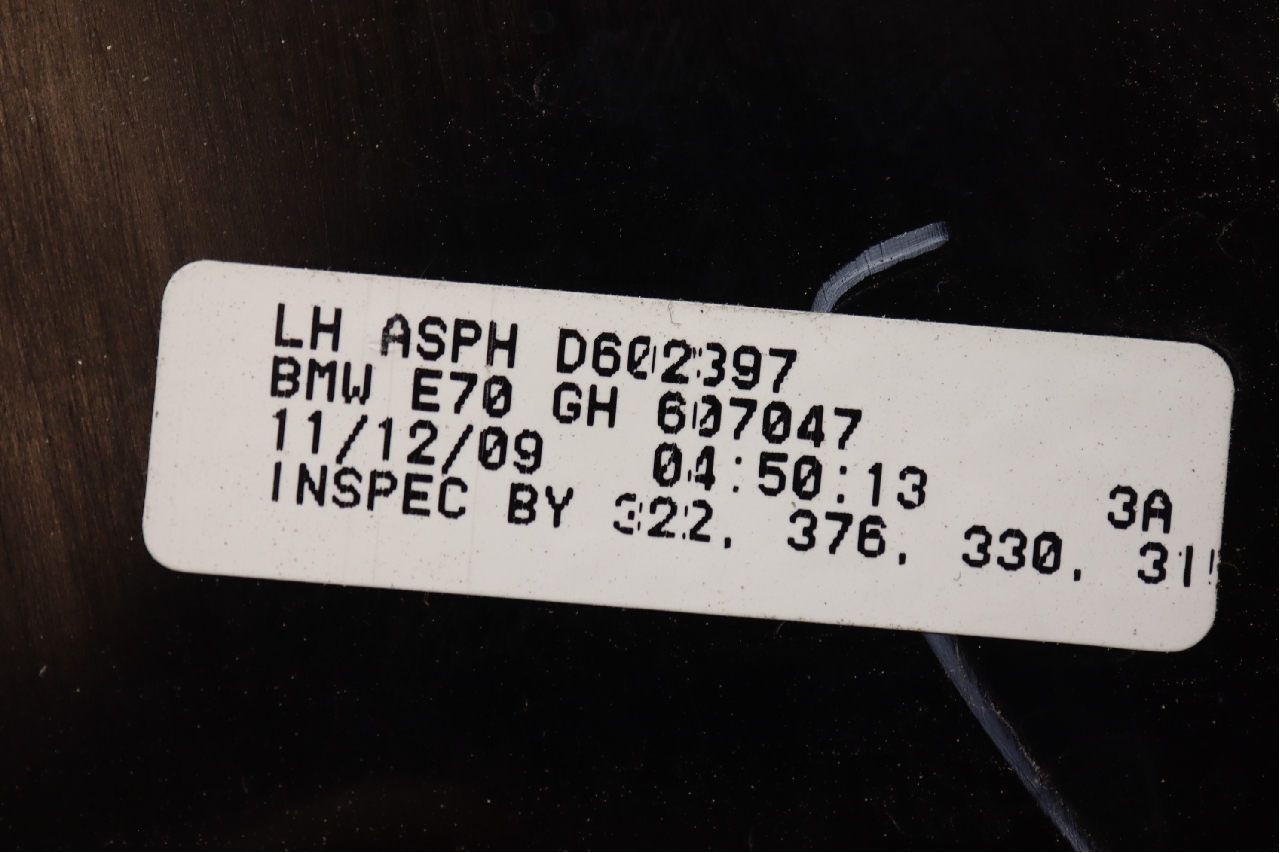 LH ASPH D602397
BMW E70 GH 607047
11/12/09 04:50:13 3A
INSPEC BY 322, 376, 330,